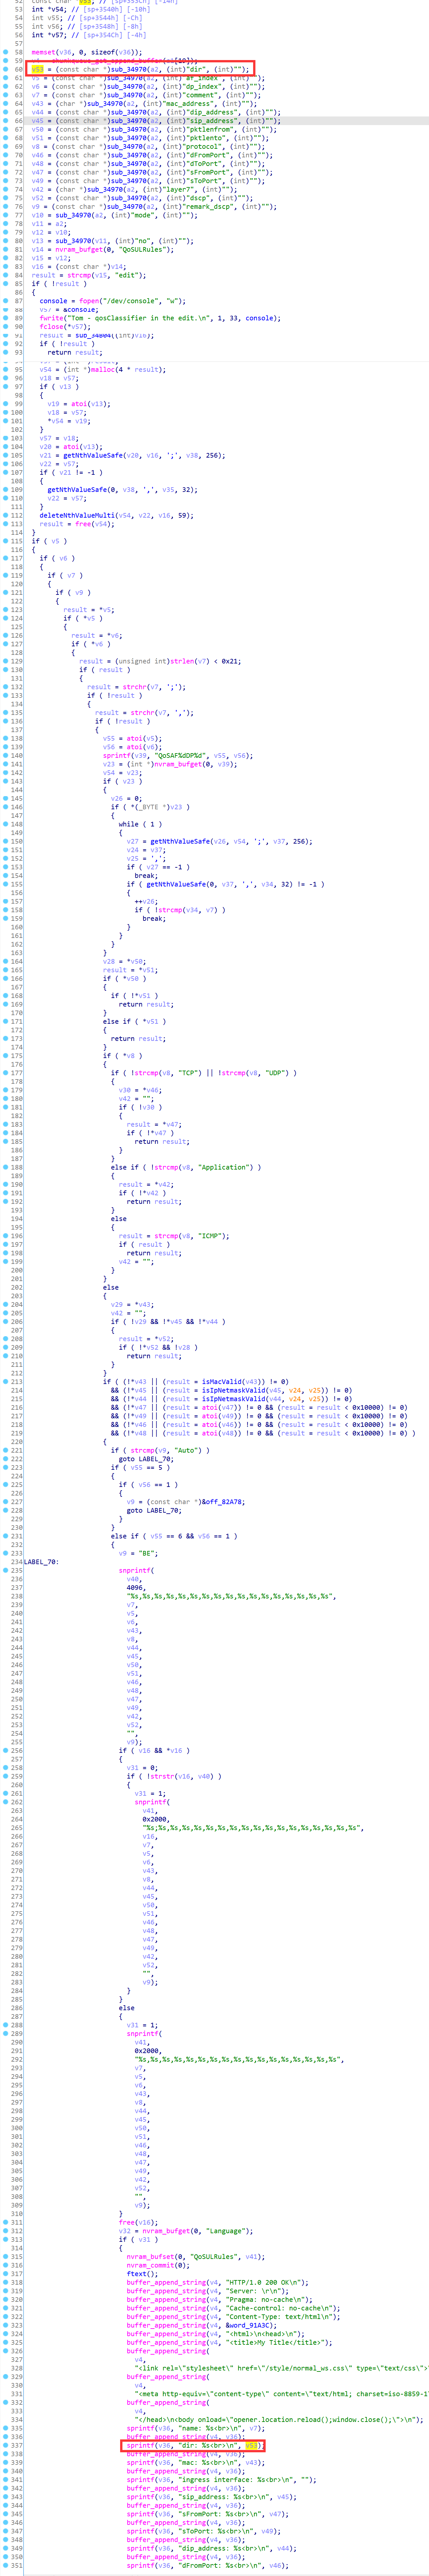 52 const char *v53; // [sp+353Ch] [-14h]
53 int *v54; // [sp+3540h] [-10h]
54 int v55; // [sp+3544h] [-Ch]
55 int v56; // [sp+3548h] [-8h]
56 int *v57; // [sp+354Ch] [-4h]
57
58 memset(v36, 0, sizeof(v36));
60 v53 = (const char *)sub_34970(a2, (int)"dir", (int)"");
61 v5 = (const char *)sub_34970(a2, (int)"af_index", (int)"");
62 v6 = (const char *)sub_34970(a2, (int)"dp_index", (int)"");
63 v7 = (const char *)sub_34970(a2, (int)"comment", (int)"");
64 v43 = (char *)sub_34970(a2, (int)"mac_address", (int)"");
65 v44 = (const char *)sub_34970(a2, (int)"dip_address", (int)"");
66 v45 = (const char *)sub_34970(a2, (int)"sip_address", (int)"");
67 v50 = (const char *)sub_34970(a2, (int)"pktlenfrom", (int)"");
68 v51 = (const char *)sub_34970(a2, (int)"pktlento", (int)"");
69 v8 = (const char *)sub_34970(a2, (int)"protocol", (int)"");
70 v46 = (const char *)sub_34970(a2, (int)"dFromPort", (int)"");
71 v48 = (const char *)sub_34970(a2, (int)"dToPort", (int)"");
72 v47 = (const char *)sub_34970(a2, (int)"sFromPort", (int)"");
73 v49 = (const char *)sub_34970(a2, (int)"sToPort", (int)"");
74 v42 = (char *)sub_34970(a2, (int)"layer7", (int)"");
75 v52 = (const char *)sub_34970(a2, (int)"dscp", (int)"");
76 v9 = (const char *)sub_34970(a2, (int)"remark_dscp", (int)"");
77 v10 = sub_34970(a2, (int)"mode", (int)"");
78 v11 = a2;
79 v12 = v10;
80 v13 = sub_34970(v11, (int)"no", (int)"");
81 v14 = nvram_bufget(0, "QoSULRules");
82 v15 = v12;
83 v16 = (const char *)v14;
84 result = strcmp(v15, "edit");
85 if ( !result )
86 {
87 console = fopen("/dev/console", "w");
88 v57 = &console;
89 fwrite("Tom - qosClassifier in the edit.\n", 1, 33, console);
90 fclose(*v57);
91 result = sub_34804((int)v16);
92 if ( !result )
93 return result;
95 v54 = (int *)malloc(4 * result);
96 v18 = v57;
97 if ( v13 )
98 {
99 v19 = atoi(v13);
100 v18 = v57;
101 *v54 = v19;
102 }
103 v57 = v18;
104 v20 = atoi(v13);
105 v21 = getNthValueSafe(v20, v16, ';', v38, 256);
106 v22 = v57;
107 if ( v21 != -1 )
108 {
109 getNthValueSafe(0, v38, ',', v35, 32);
110 v22 = v57;
111 }
112 deleteNthValueMulti(v54, v22, v16, 59);
113 result = free(v54);
114 }
115 if ( v5 )
116 {
117 if ( v6 )
118 {
119 if ( v7 )
120 {
121 if ( v9 )
122 {
123 result = *v5;
124 if ( *v5 )
125 {
126 result = *v6;
127 if ( *v6 )
128 {
129 result = (unsigned int)strlen(v7) < 0x21;
130 if ( result )
131 {
132 result = strchr(v7, ';');
133 if ( !result )
134 {
135 result = strchr(v7, ',');
136 if ( !result )
137 {
138 v55 = atoi(v5);
139 v56 = atoi(v6);
140 sprintf(v39, "QoSAF%dDP%d", v55, v56);
141 v23 = (int *)nvram_bufget(0, v39);
142 v54 = v23;
143 if ( v23 )
144 {
145 v26 = 0;
146 if ( *(_BYTE *)v23 )
147 {
148 while ( 1 )
149 {
150 v27 = getNthValueSafe(v26, v54, ';', v37, 256);
151 v24 = v37;
152 v25 = ',';
153 if ( v27 == -1 )
154 break;
155 if ( getNthValueSafe(0, v37, ',', v34, 32) != -1 )
156 {
157 ++v26;
158 if ( !strcmp(v34, v7) )
159 break;
160 }
161 }
162 }
163 }
164 v28 = *v50;
165 result = *v51;
166 if ( *v50 )
167 {
168 if ( !*v51 )
169 return result;
170 }
171 else if ( *v51 )
172 {
173 return result;
174 }
175 if ( *v8 )
176 {
177 if ( !strcmp(v8, "TCP") || !strcmp(v8, "UDP") )
178 {
179 v30 = *v46;
180 v42 = "";
181 if ( !v30 )
182 {
183 result = *v47;
184 if ( !*v47 )
185 return result;
186 }
187 }
188 else if ( !strcmp(v8, "Application") )
189 {
190 result = *v42;
191 if ( !*v42 )
192 return result;
193 }
194 else
195 {
196 result = strcmp(v8, "ICMP");
197 if ( result )
198 return result;
199 v42 = "";
200 }
201 }
202 else
203 {
204 v29 = *v43;
205 v42 = "";
206 if ( !v29 && !*v45 && !*v44 )
207 {
208 result = *v52;
209 if ( !*v52 && !v28 )
210 return result;
211 }
212 }
213 if ( (!*v43 || (result = isMacValid(v43)) != 0)
214 && (!*v45 || (result = isIpNetmaskValid(v45, v24, v25)) != 0)
215 && (!*v44 || (result = isIpNetmaskValid(v44, v24, v25)) != 0)
216 && (!*v47 || (result = atoi(v47)) != 0 && (result = result < 0x10000) != 0)
217 && (!*v49 || (result = atoi(v49)) != 0 && (result = result < 0x10000) != 0)
218 && (!*v46 || (result = atoi(v46)) != 0 && (result = result < 0x10000) != 0)
219 && (!*v48 || (result = atoi(v48)) != 0 && (result = result < 0x10000) != 0) )
220 {
221 if ( strcmp(v9, "Auto") )
222 goto LABEL_70;
223 if ( v55 == 5 )
224 {
225 if ( v56 == 1 )
226 {
227 v9 = (const char *)&off_82A78;
228 goto LABEL_70;
229 }
230 }
231 else if ( v55 == 6 && v56 == 1 )
232 {
233 v9 = "BE";
234 LABEL_70:
235 snprintf(
236 v40,
237 4096,
238 "%s,%s,%s,%s,%s,%s,%s,%s,%s,%s,%s,%s,%s,%s,%s,%s",
239 v7,
240 v5,
241 v6,
242 v43,
243 v8,
244 v44,
245 v45,
246 v50,
247 v51,
248 v46,
249 v48,
250 v47,
251 v49,
252 v42,
253 v52,
254 "",
255 v9);
256 if ( v16 && *v16 )
257 {
258 v31 = 0;
259 if ( !strstr(v16, v40) )
260 {
261 v31 = 1;
262 snprintf(
263 v41,
264 0x2000,
265 "%s;%s,%s,%s,%s,%s,%s,%s,%s,%s,%s,%s,%s,%s,%s,%s,%s,%s",
266 v16,
267 v7,
268 v5,
269 v6,
270 v43,
271 v8,
272 v44,
273 v45,
274 v50,
275 v51,
276 v46,
277 v48,
278 v47,
279 v49,
280 v42,
281 v52,
282 "",
283 v9);
284 }
285 }
286 else
287 {
288 v31 = 1;
289 snprintf(
290 v41,
291 0x2000,
292 "%s,%s,%s,%s,%s,%s,%s,%s,%s,%s,%s,%s,%s,%s,%s,%s,%s",
293 v7,
294 v5,
295 v6,
296 v43,
297 v8,
298 v44,
299 v45,
300 v50,
301 v51,
302 v46,
303 v48,
304 v47,
305 v49,
306 v42,
307 v52,
308 "",
309 v9);
310 }
311 free(v16);
312 v32 = nvram_bufget(0, "Language");
313 if ( v31 )
314 {
315 nvram_bufset(0, "QoSULRules", v41);
316 nvram_commit(0);
317 ftext();
318 buffer_append_string(v4, "HTTP/1.0 200 OK\n");
319 buffer_append_string(v4, "Server: \r\n");
320 buffer_append_string(v4, "Pragma: no-cache\n");
321 buffer_append_string(v4, "Cache-control: no-cache\n");
322 buffer_append_string(v4, "Content-Type: text/html\n");
323 buffer_append_string(v4, &word_91A3C);
324 buffer_append_string(v4, "<html>\n<head>\n");
325 buffer_append_string(v4, "<title>My Title</title>");
326 buffer_append_string(
327 v4,
328 "<link rel=\"stylesheet\" href=\"/style/normal_ws.css\" type=\"text/css\">
329 buffer_append_string(
330 v4,
331 "<meta http-equiv=\"content-type\" content=\"text/html; charset=iso-8859-1
332 buffer_append_string(
333 v4,
334 "</head>\n<body onload=\"opener.location.reload();window.close();\">\n");
335 sprintf(v36, "name: %s<br>\n", v7);
336 buffer_append_string(v4, v36);
337 sprintf(v36, "dir: %s<br>\n", v53);
338 buffer_append_string(v4, v36);
339 sprintf(v36, "mac: %s<br>\n", v43);
340 buffer_append_string(v4, v36);
341 sprintf(v36, "ingress interface: %s<br>\n", "");
342 buffer_append_string(v4, v36);
343 sprintf(v36, "sip_address: %s<br>\n", v45);
344 buffer_append_string(v4, v36);
345 sprintf(v36, "sFromPort: %s<br>\n", v47);
346 buffer_append_string(v4, v36);
347 sprintf(v36, "sToPort: %s<br>\n", v49);
348 buffer_append_string(v4, v36);
349 sprintf(v36, "dip_address: %s<br>\n", v44);
350 buffer_append_string(v4, v36);
351 sprintf(v36, "dFromPort: %s<br>\n", v46);